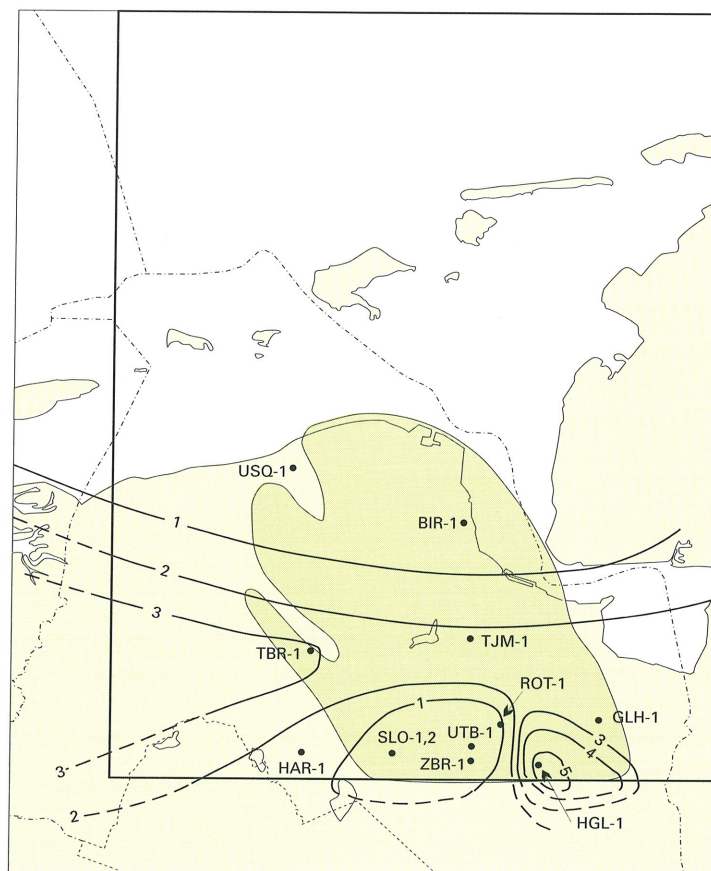 USQ-1
BIR-1
1
2
3
TBR-1
TJM-1
ROT-1
1
GLH-1
SLO-1,2
UTB-1
3
4
HAR-1
ZBR-1
5
3
2
HGL-1